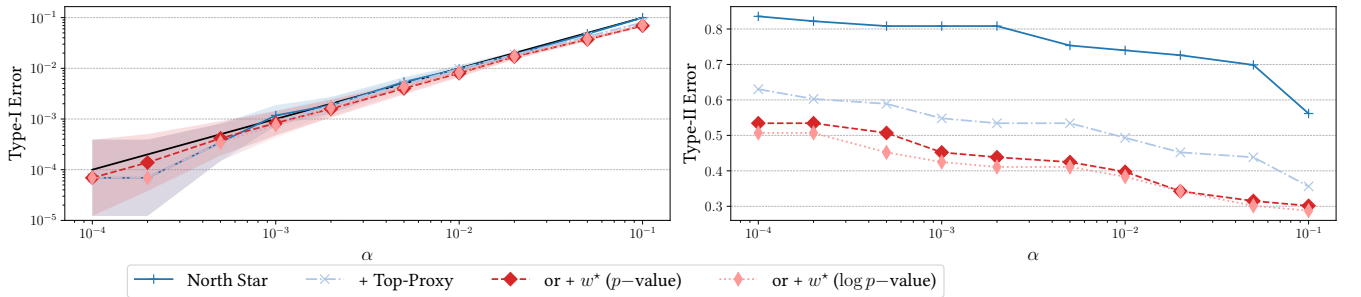 Type-I Error
10⁻¹
10⁻²
10⁻³
10⁻⁴
10⁻⁵
10⁻⁴ 10⁻³ 10⁻² 10⁻¹
α
Type-II Error
0.8
0.7
0.6
0.5
0.4
0.3
10⁻⁴ 10⁻³ 10⁻² 10⁻¹
α
North Star + Top-Proxy or + w⋆ (p−value) or + w⋆ (log p−value)